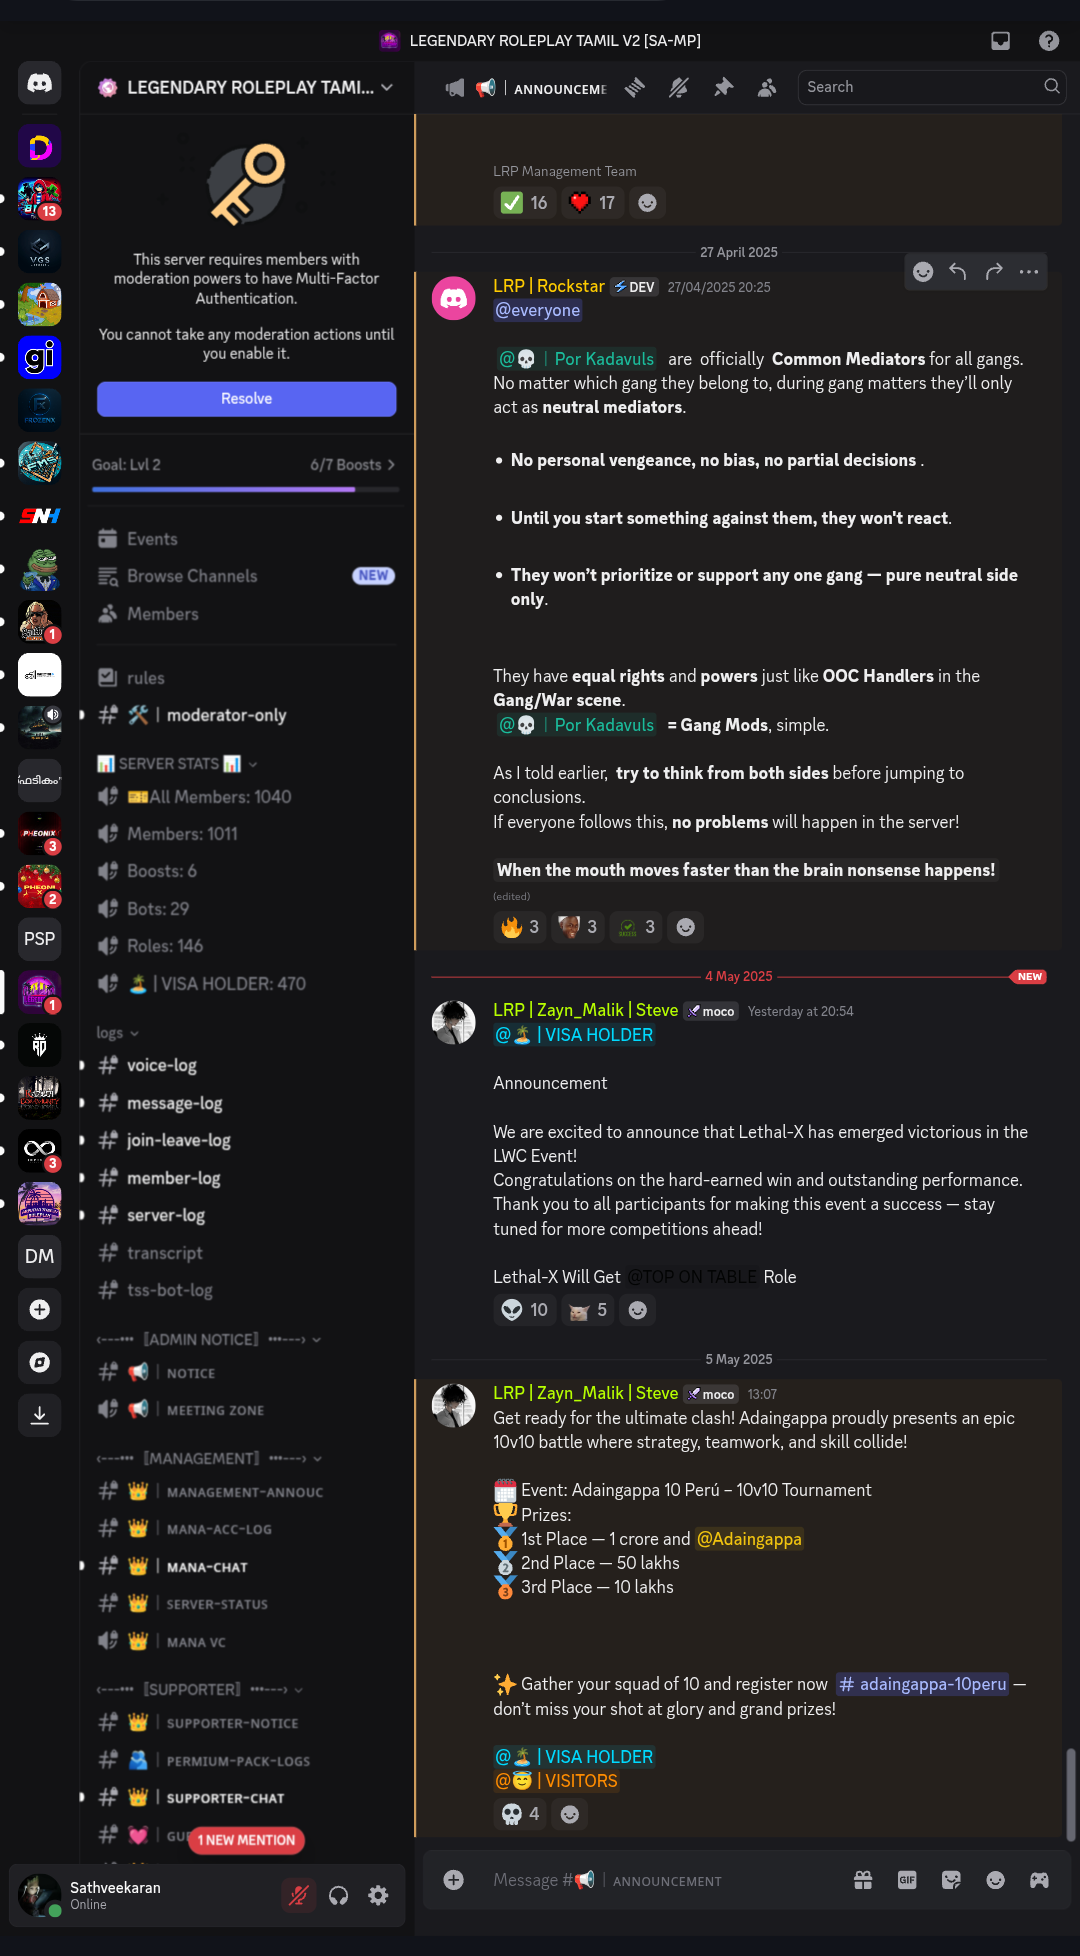 LEGENDARY ROLEPLAY TAMIL V2 [SA-MP]
LEGENDARY ROLEPLAY TAMI...
This server requires members with
moderation powers to have Multi-Factor
Authentication.
You cannot take any moderation actions until
you enable it.
Resolve
Goal: Lvl 2
6/7 Boosts
Events
Browse Channels
NEW
Members
rules
🛠️ | moderator-only
📊 SERVER STATS 📊
🎫All Members: 1040
Members: 1011
Boosts: 6
Bots: 29
Roles: 146
🏝️ | VISA HOLDER: 470
logs
voice-log
message-log
join-leave-log
member-log
server-log
transcript
tss-bot-log
‹---••• 〚ADMIN NOTICE〛 •••---›
📢 | NOTICE
📢 | MEETING ZONE
‹---••• 〚MANAGEMENT〛 •••---›
👑 | MANAGEMENT-ANNOUC
👑 | MANA-ACC-LOG
👑 | MANA-CHAT
👑 | SERVER-STATUS
👑 | MANA VC
‹---••• 〚SUPPORTER〛 •••---›
👑 | SUPPORTER-NOTICE
🫂 | PERMIUM-PACK-LOGS
👑 | SUPPORTER-CHAT
1 NEW MENTION
Sathveekaran
Online
13
VGS
gi
FROZENX
SNH
1
PHEONIX
3
2
PSP
1
3
DM
📢 | ANNOUNCEME
Search
LRP Management Team
✅ 16 ❤️ 17
27 April 2025
LRP | Rockstar ⚡DEV 27/04/2025 20:25
@everyone
@💀 | Por Kadavuls are officially Common Mediators for all gangs.
No matter which gang they belong to, during gang matters they'll only
act as neutral mediators.
• No personal vengeance, no bias, no partial decisions .
• Until you start something against them, they won't react.
• They won't prioritize or support any one gang — pure neutral side
only.
They have equal rights and powers just like OOC Handlers in the
Gang/War scene.
@💀 | Por Kadavuls = Gang Mods, simple.
As I told earlier, try to think from both sides before jumping to
conclusions.
If everyone follows this, no problems will happen in the server!
When the mouth moves faster than the brain nonsense happens!
(edited)
🔥 3 3 3
4 May 2025 NEW
LRP | Zayn_Malik | Steve moco Yesterday at 20:54
@🏝️ | VISA HOLDER
Announcement
We are excited to announce that Lethal-X has emerged victorious in the
LWC Event!
Congratulations on the hard-earned win and outstanding performance.
Thank you to all participants for making this event a success — stay
tuned for more competitions ahead!
Lethal-X Will Get @TOP ON TABLE Role
👽 10 5
5 May 2025
LRP | Zayn_Malik | Steve moco 13:07
Get ready for the ultimate clash! Adaingappa proudly presents an epic
10v10 battle where strategy, teamwork, and skill collide!
🗓️ Event: Adaingappa 10 Perú – 10v10 Tournament
🏆 Prizes:
🥇 1st Place — 1 crore and @Adaingappa
🥈 2nd Place — 50 lakhs
🥉 3rd Place — 10 lakhs
✨ Gather your squad of 10 and register now # adaingappa-10peru —
don't miss your shot at glory and grand prizes!
@🏝️ | VISA HOLDER
@😇 | VISITORS
💀 4
Message #📢 | ANNOUNCEMENT
GIF